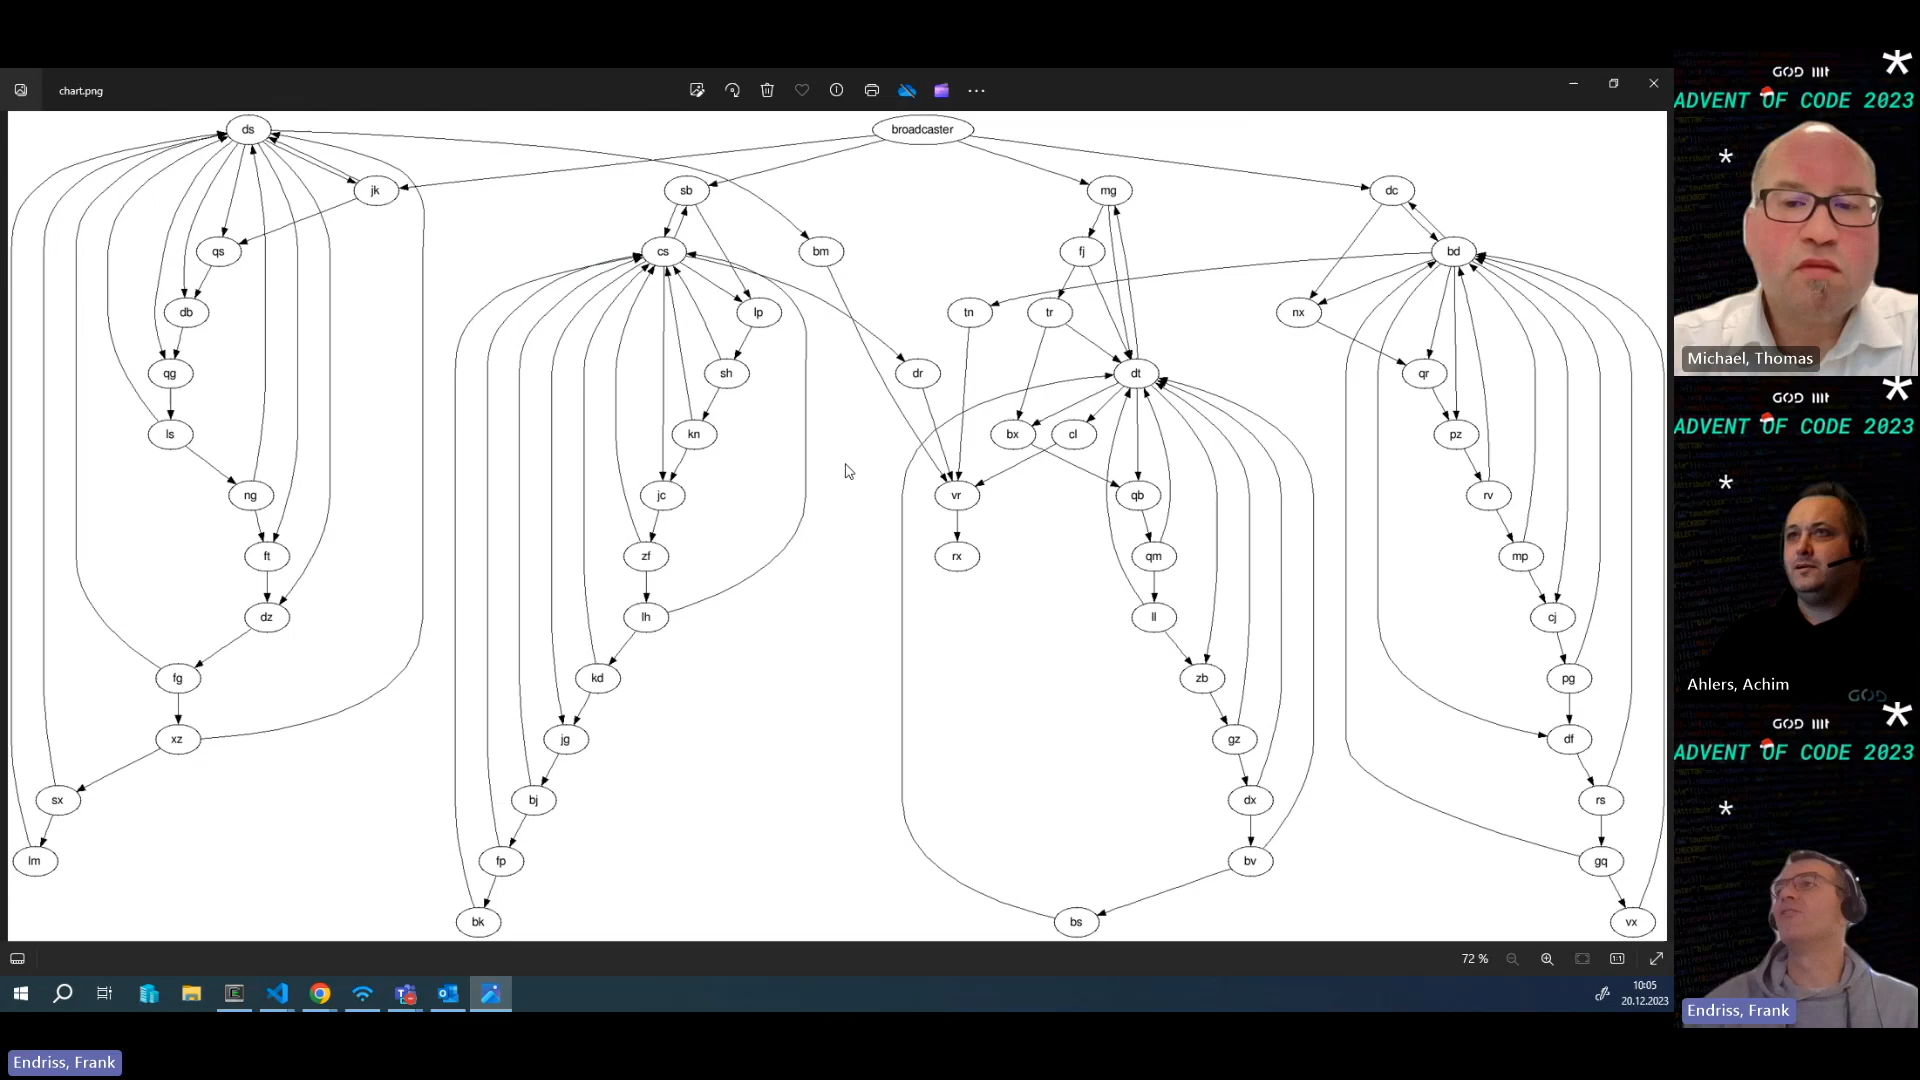 chart.png
ds
broadcaster
jk
sb
mg
dc
qs
cs
bm
fj
bd
db
lp
tn
tr
nx
qg
sh
dr
dt
qr
ls
kn
bx
cl
pz
ng
jc
vr
qb
rv
ft
zf
rx
qm
mp
dz
lh
ll
cj
fg
kd
zb
pg
xz
jg
gz
df
sx
bj
dx
rs
lm
fp
bv
gq
bk
bs
vx
72 %
10:05
20.12.2023
Endriss, Frank
GOD
ADVENT OF CODE 2023
Michael, Thomas
GOD
ADVENT OF CODE 2023
Ahlers, Achim
GOD
GOD
ADVENT OF CODE 2023
Endriss, Frank